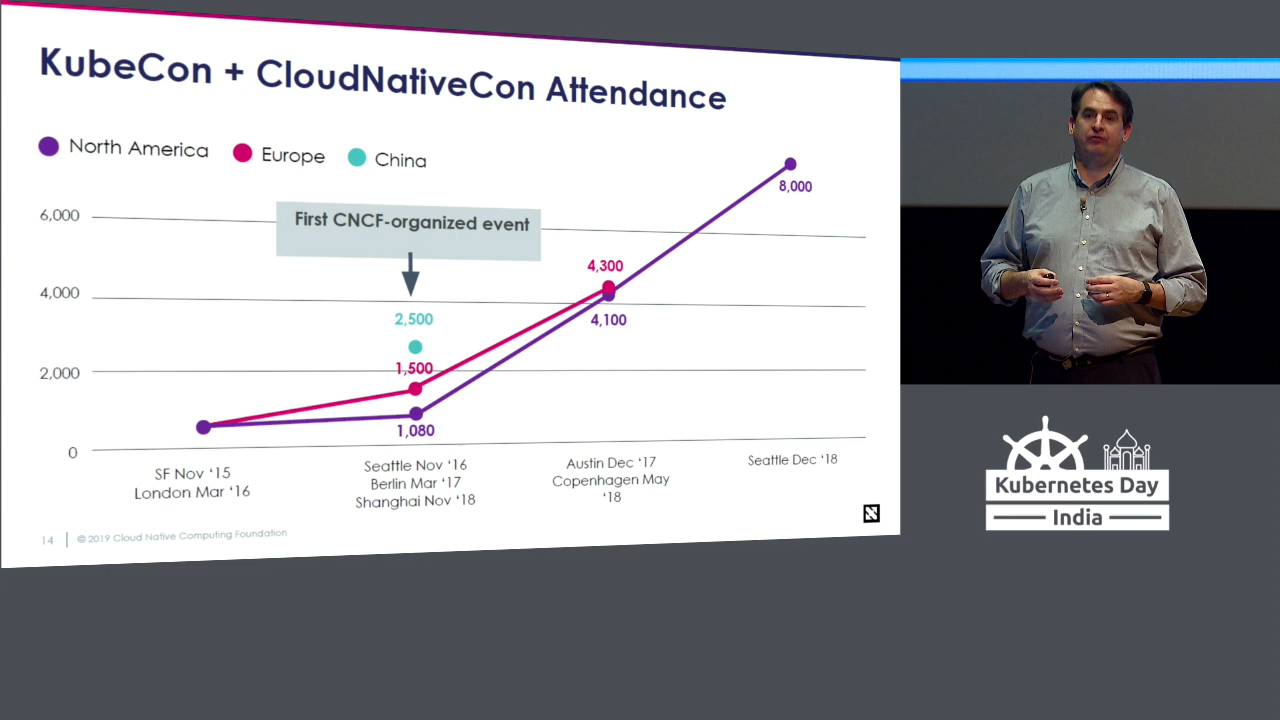 KubeCon + CloudNativeCon Attendance
North America
Europe
China
6,000
4,000
2,000
0
First CNCF-organized event
2,500
1,500
1,080
4,300
4,100
8,000
SF Nov ‘15
London Mar ‘16
Seattle Nov ‘16
Berlin Mar ‘17
Shanghai Nov ‘18
Austin Dec ‘17
Copenhagen May
‘18
Seattle Dec ‘18
14
© 2019 Cloud Native Computing Foundation
Kubernetes Day
India